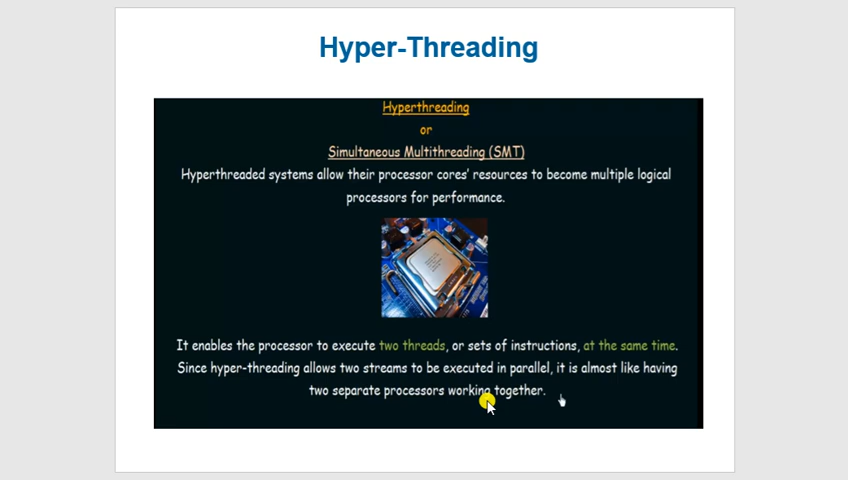 Hyper-Threading
Hyperthreading
or
Simultaneous Multithreading (SMT)
Hyperthreaded systems allow their processor cores' resources to become multiple logical
processors for performance.
It enables the processor to execute two threads, or sets of instructions, at the same time.
Since hyper-threading allows two streams to be executed in parallel, it is almost like having
two separate processors working together.